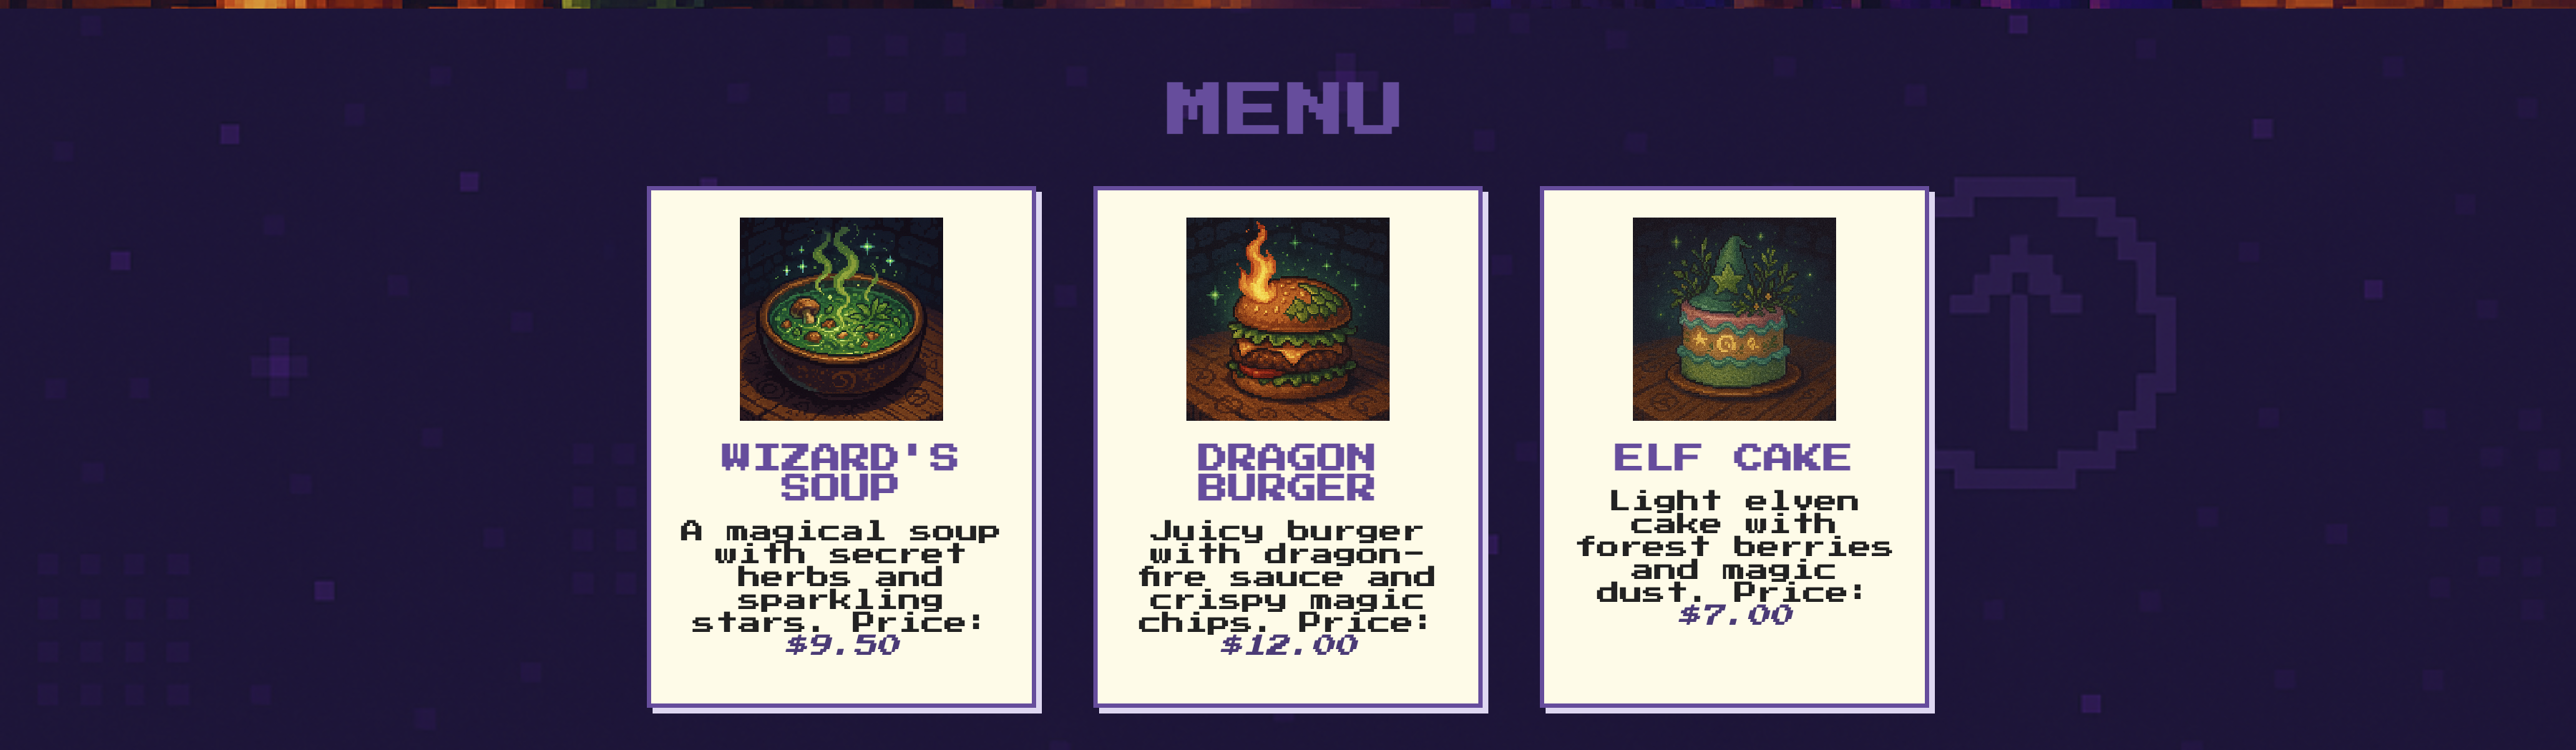 MENU
WIZARD'S
SOUP
A magical soup
with secret
herbs and
sparkling
stars. Price:
$9.50
DRAGON
BURGER
Juicy burger
with dragon-
fire sauce and
crispy magic
chips. Price:
$12.00
ELF CAKE
Light elven
cake with
forest berries
and magic
dust. Price:
$7.00